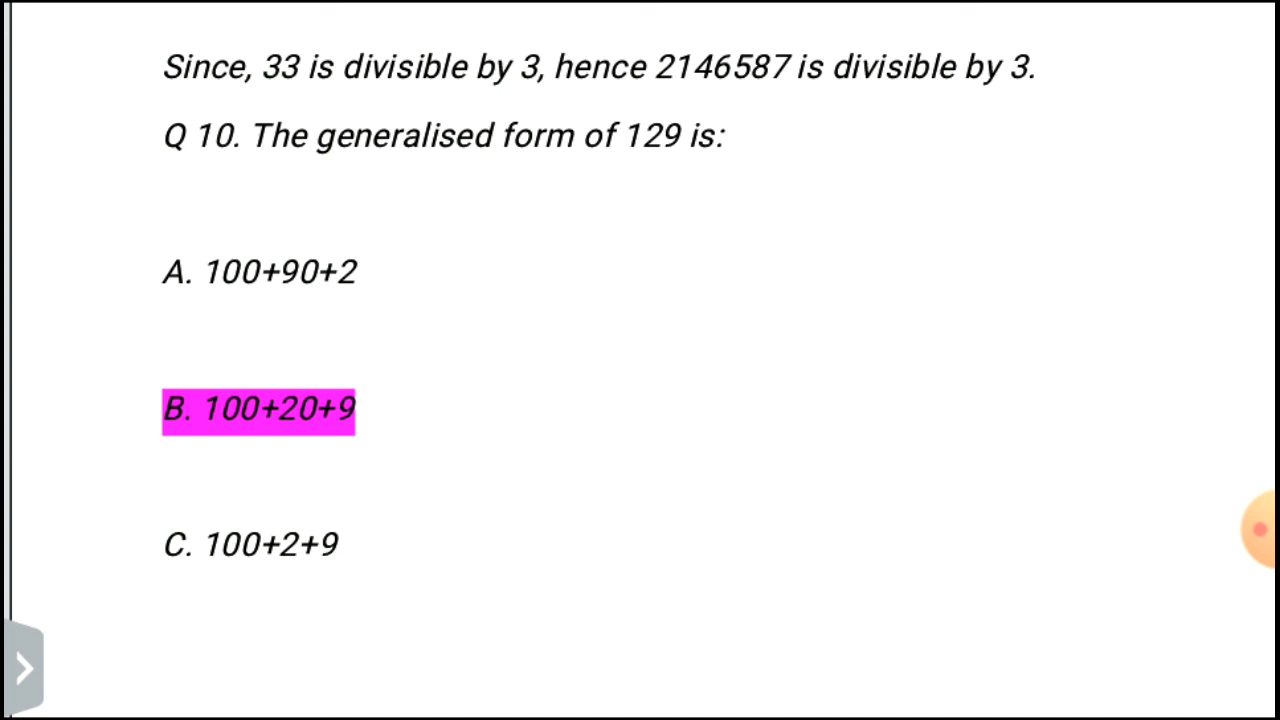 Since, 33 is divisible by 3, hence 2146587 is divisible by 3.
Q 10. The generalised form of 129 is:
A. 100+90+2
B. 100+20+9
C. 100+2+9